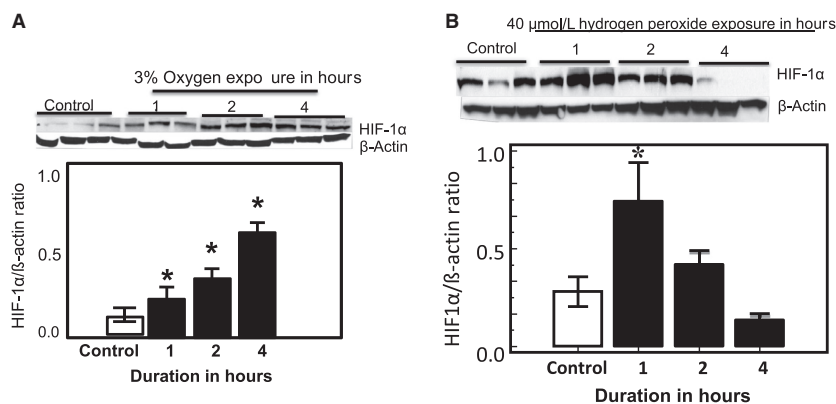 A
3% Oxygen expo ure in hours
Control 1 2 4
HIF-1α
β-Actin
1.0
0.5
0.0
HIF-1α/ß-actin ratio
* * *
Control 1 2 4
Duration in hours
B
40 µmol/L hydrogen peroxide exposure in hours
Control 1 2 4
HIF-1α
β-Actin
1.0
0.5
0.0
HIF1α/ß-actin ratio
*
Control 1 2 4
Duration in hours